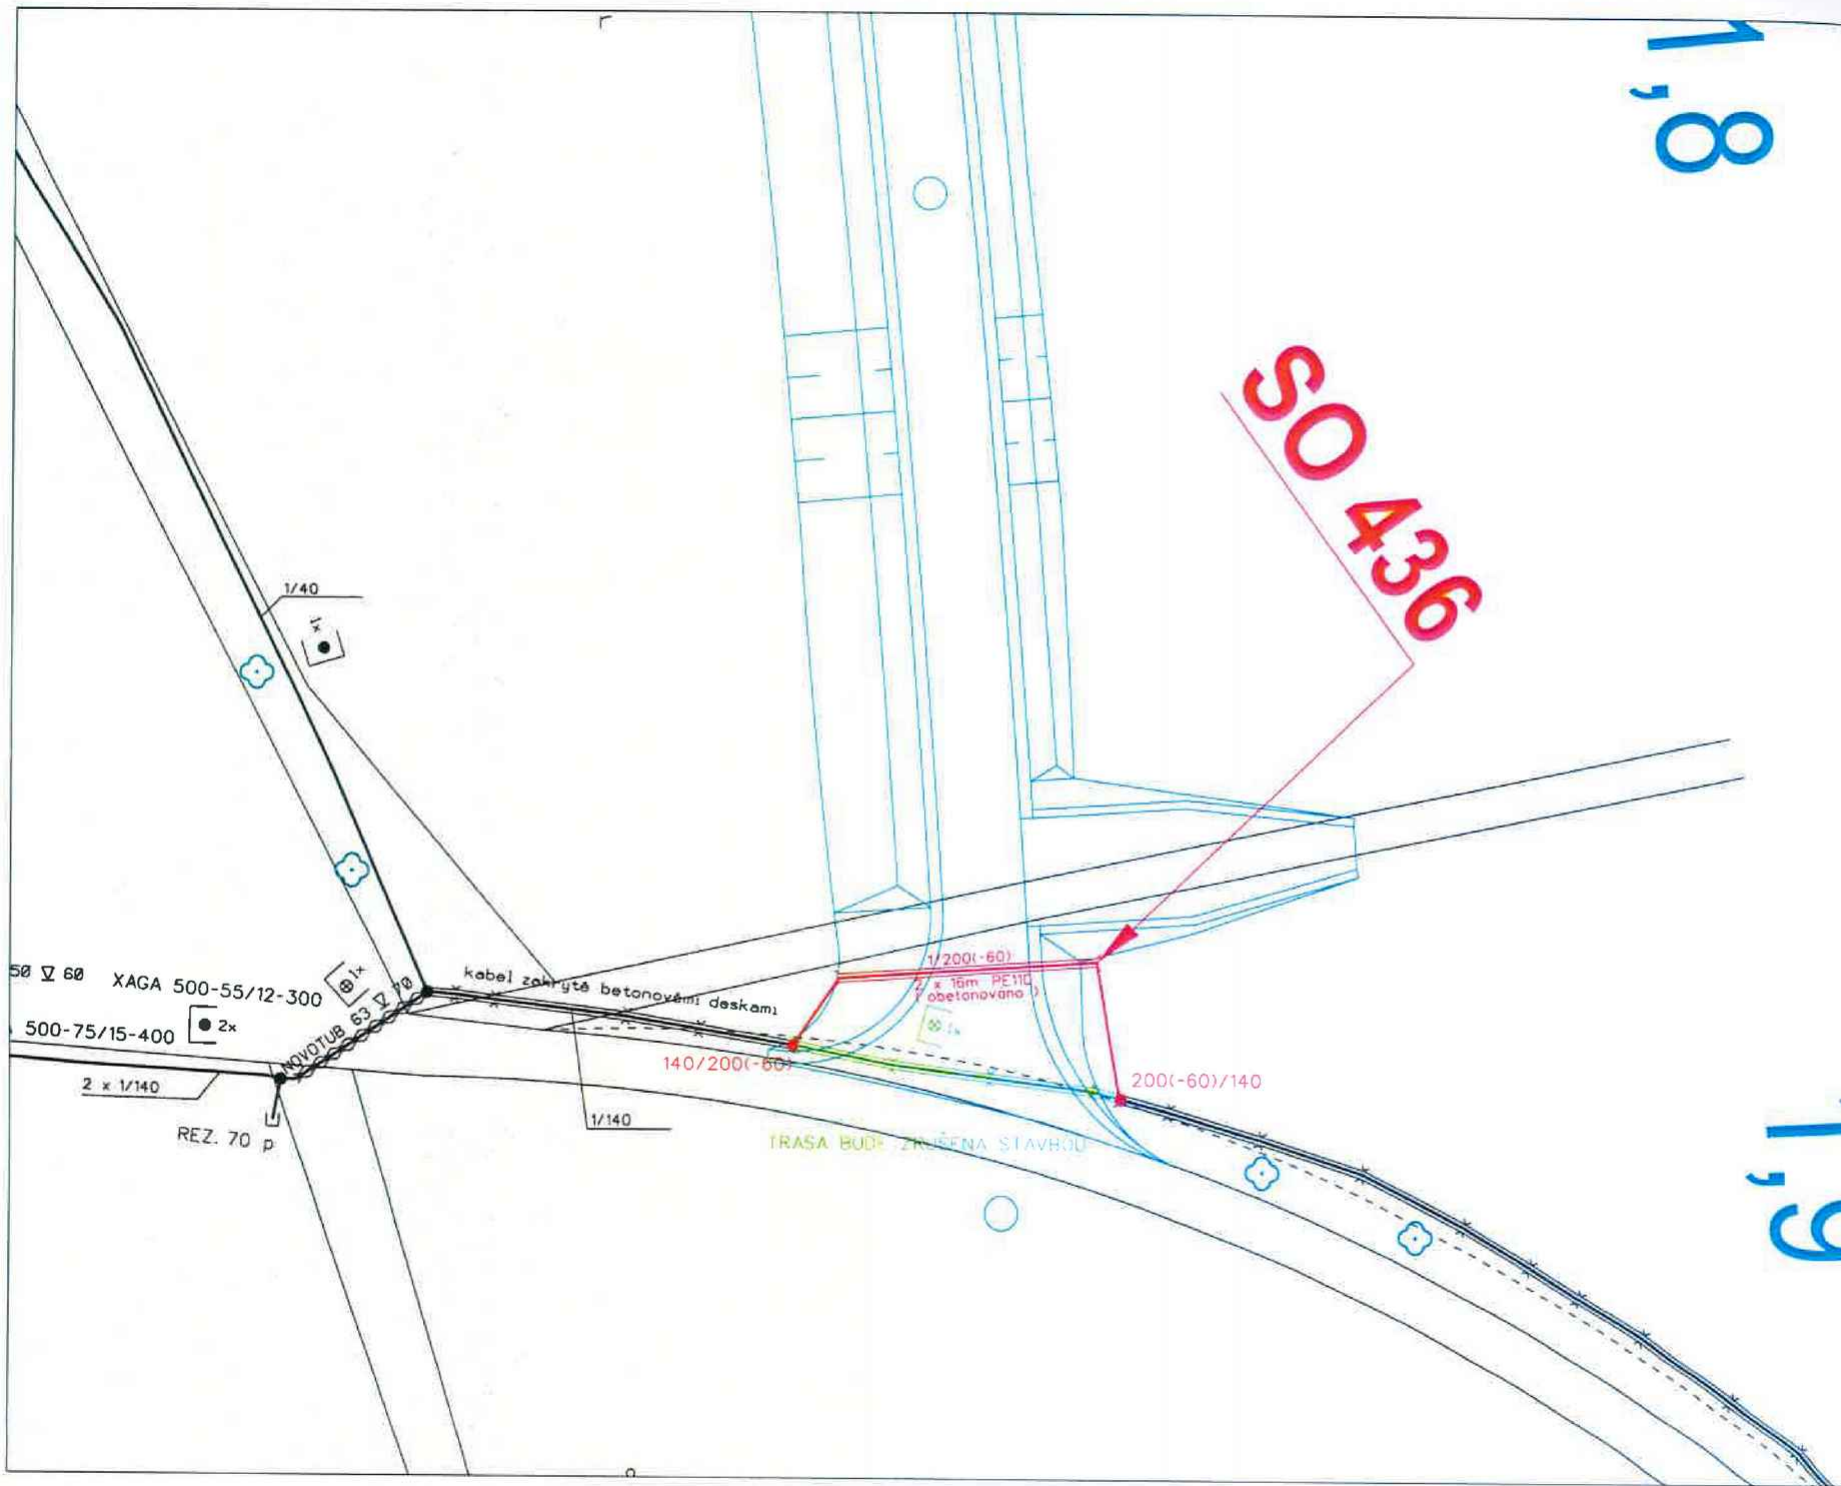 1,8
SO 436
1/40
1x
50 ⊽ 60
XAGA 500-55/12-300
1x
NOVOTUB 63 ⊽ 70
kabel zakrytě betonověmi deskami
1/200(-60)
2 x 16m PE110
( obetonováno )
1x
500-75/15-400
2x
140/200(-60)
200(-60)/140
2 x 1/140
1/140
REZ. 70 p
TRASA BUDE ZRUŠENA STAVBOU
1,9